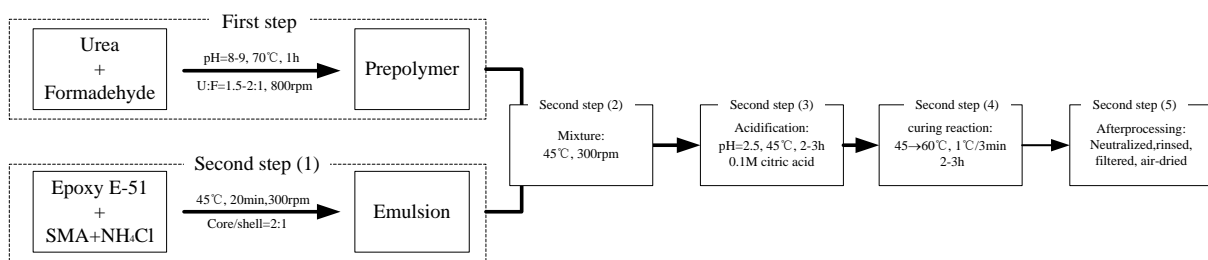 First step
Urea
+
Formadehyde
pH=8-9, 70℃, 1h
U:F=1.5-2:1, 800rpm
Prepolymer
Second step (1)
Epoxy E-51
+
SMA+NH₄Cl
45℃, 20min,300rpm
Core/shell=2:1
Emulsion
Second step (2)
Mixture:
45℃, 300rpm
Second step (3)
Acidification:
pH=2.5, 45℃, 2-3h
0.1M citric acid
Second step (4)
curing reaction:
45→60℃, 1℃/3min
2-3h
Second step (5)
Afterprocessing:
Neutralized,rinsed,
filtered, air-dried